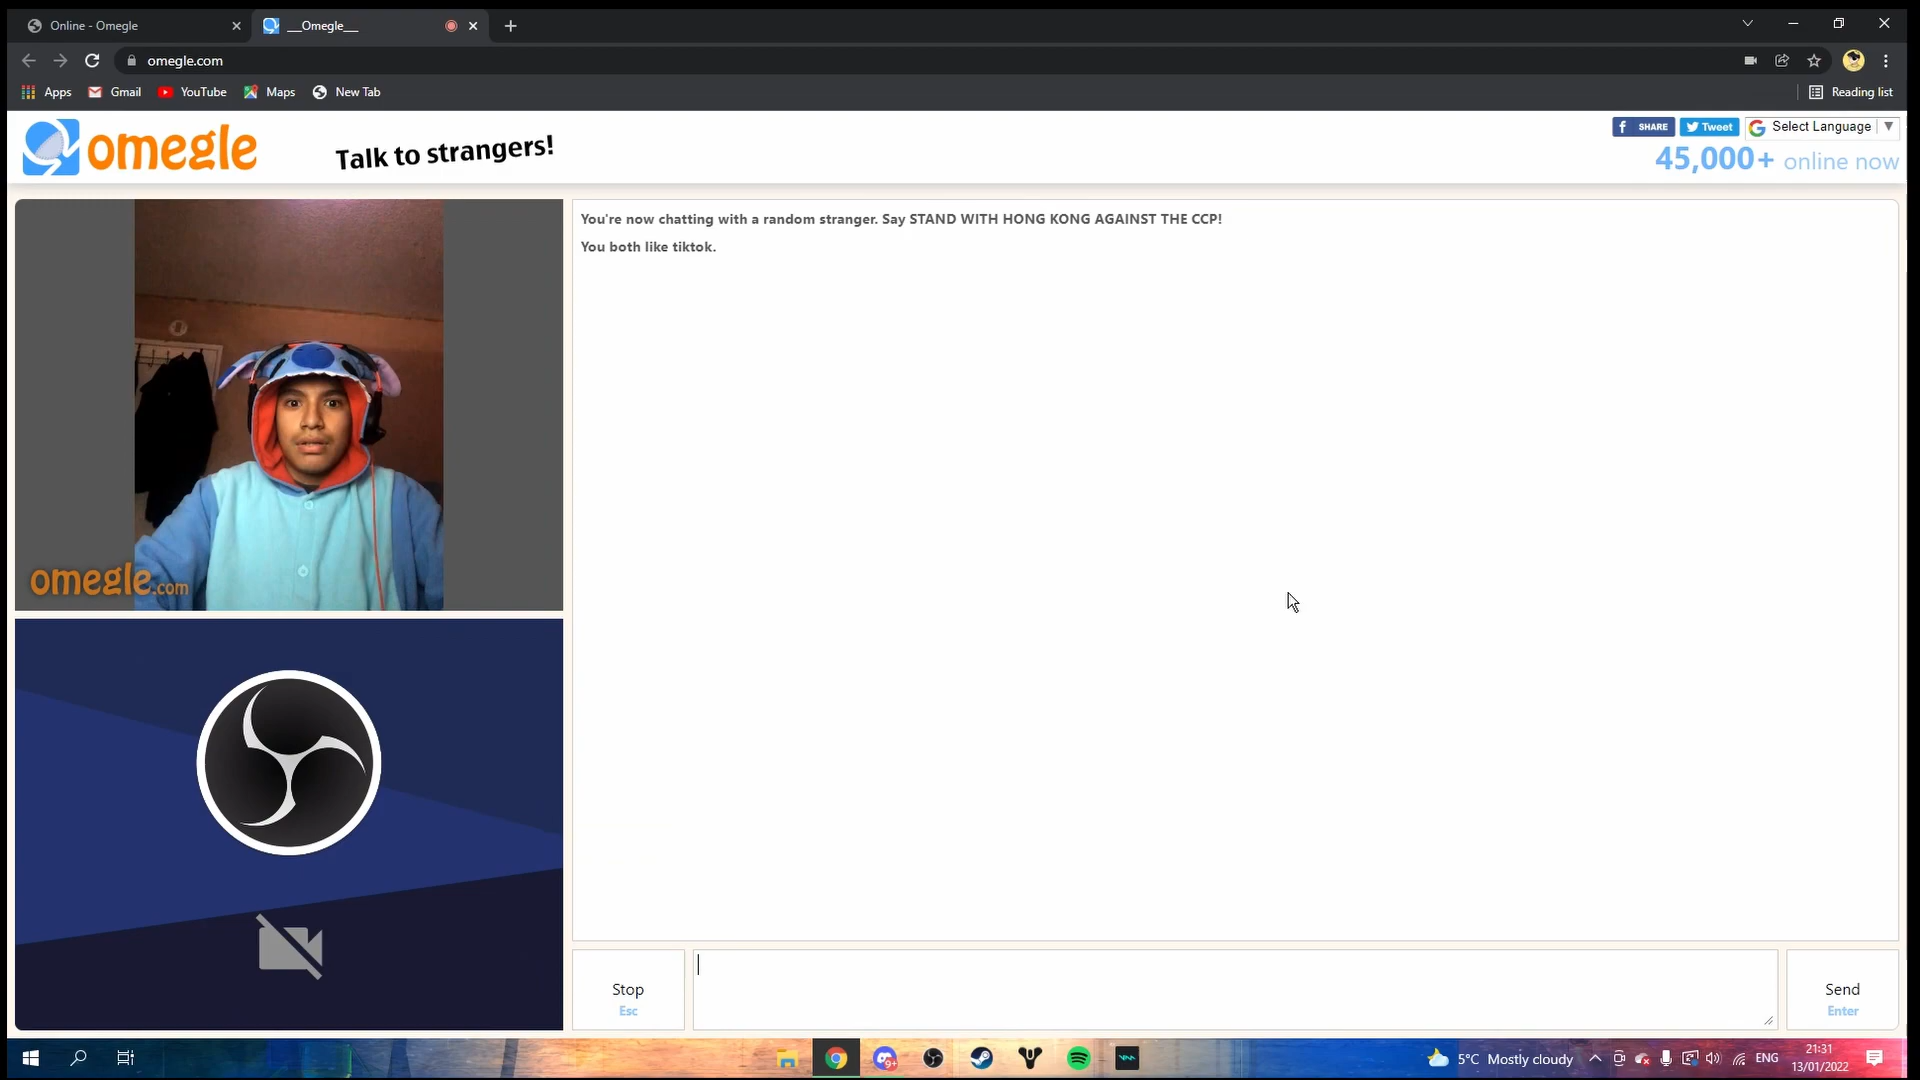 Online - Omegle
__Omegle__
omegle.com
Apps
Gmail
YouTube
Maps
New Tab
Reading list
omegle
Talk to strangers!
SHARE
Tweet
Select Language
45,000+ online now
You're now chatting with a random stranger. Say STAND WITH HONG KONG AGAINST THE CCP!
You both like tiktok.
omegle.com
Stop
Esc
Send
Enter
9+
5°C Mostly cloudy
ENG
21:31
13/01/2022